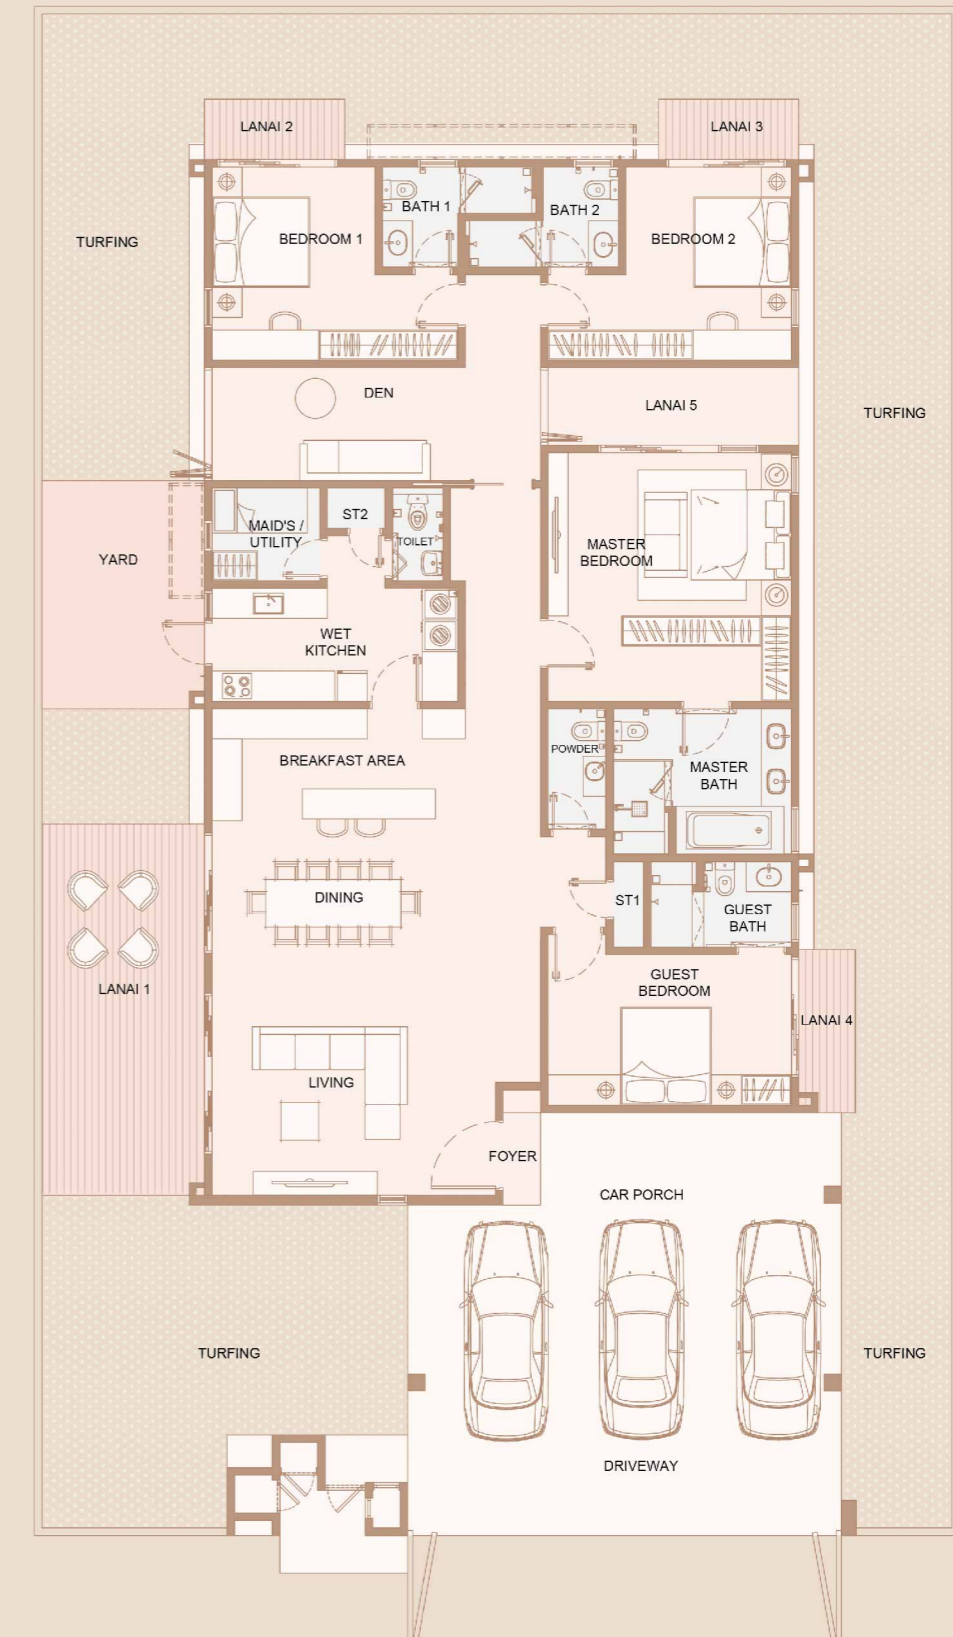 LANAI 2
LANAI 3
BATH 1
BATH 2
TURFING
BEDROOM 1
BEDROOM 2
DEN
LANAI 5
TURFING
ST2
MAID'S /
UTILITY
TOILET
YARD
MASTER
BEDROOM
WET
KITCHEN
POWDER
BREAKFAST AREA
MASTER
BATH
DINING
ST1
GUEST
BATH
GUEST
BEDROOM
LANAI 1
LANAI 4
LIVING
FOYER
CAR PORCH
TURFING
TURFING
DRIVEWAY